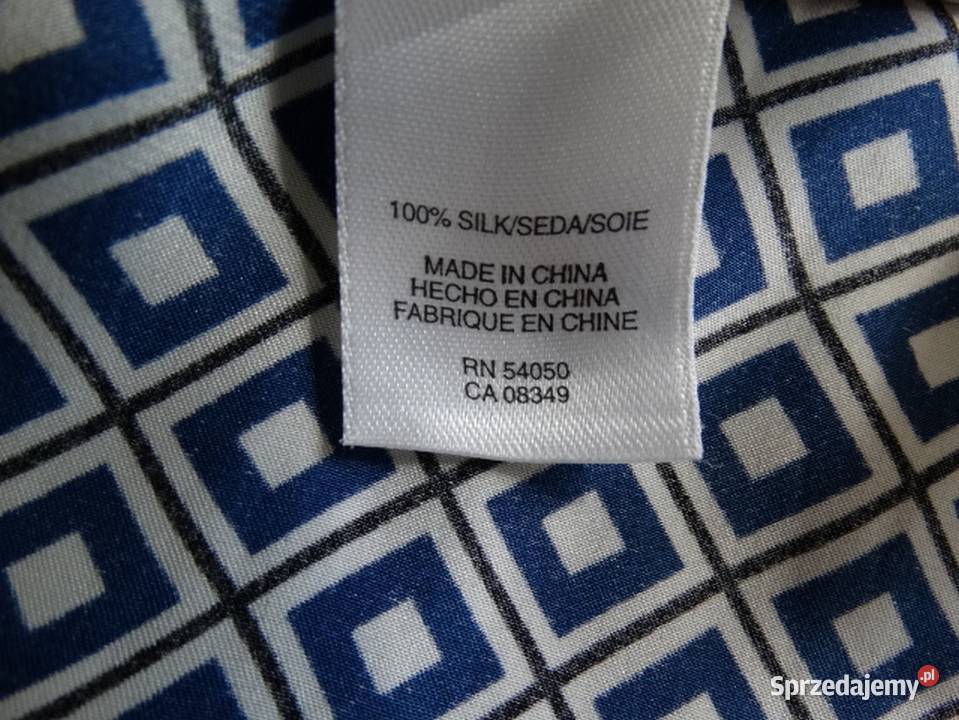 100% SILK/SEDA/SOIE
MADE IN CHINA
HECHO EN CHINA
FABRIQUE EN CHINE
RN 54050
CA 08349
Sprzedajemy.pl